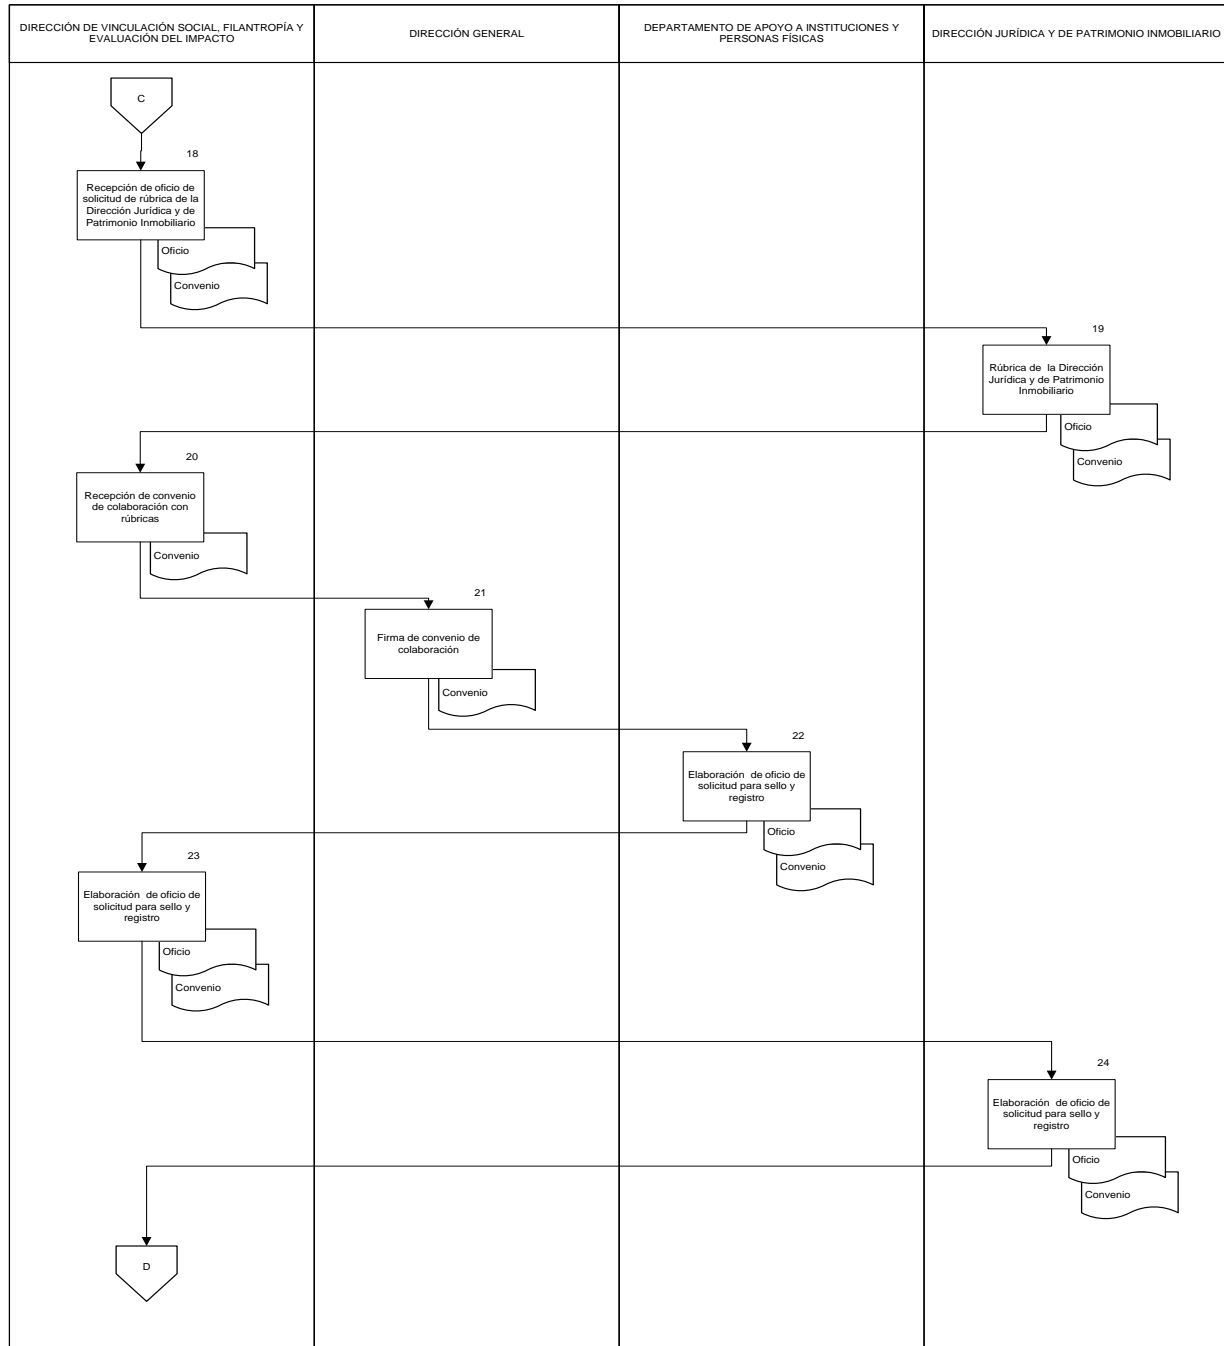 DIRECCIÓN DE VINCULACIÓN SOCIAL, FILANTROPÍA Y
EVALUACIÓN DEL IMPACTO
DIRECCIÓN GENERAL
DEPARTAMENTO DE APOYO A INSTITUCIONES Y
PERSONAS FÍSICAS
DIRECCIÓN JURÍDICA Y DE PATRIMONIO INMOBILIARIO
C
18
Recepción de oficio de
solicitud de rúbrica de la
Dirección Jurídica y de
Patrimonio Inmobiliario
Oficio
Convenio
19
Rúbrica de la Dirección
Jurídica y de Patrimonio
Inmobiliario
Oficio
Convenio
20
Recepción de convenio
de colaboración con
rúbricas
Convenio
21
Firma de convenio de
colaboración
Convenio
22
Elaboración de oficio de
solicitud para sello y
registro
Oficio
Convenio
23
Elaboración de oficio de
solicitud para sello y
registro
Oficio
Convenio
24
Elaboración de oficio de
solicitud para sello y
registro
Oficio
Convenio
D